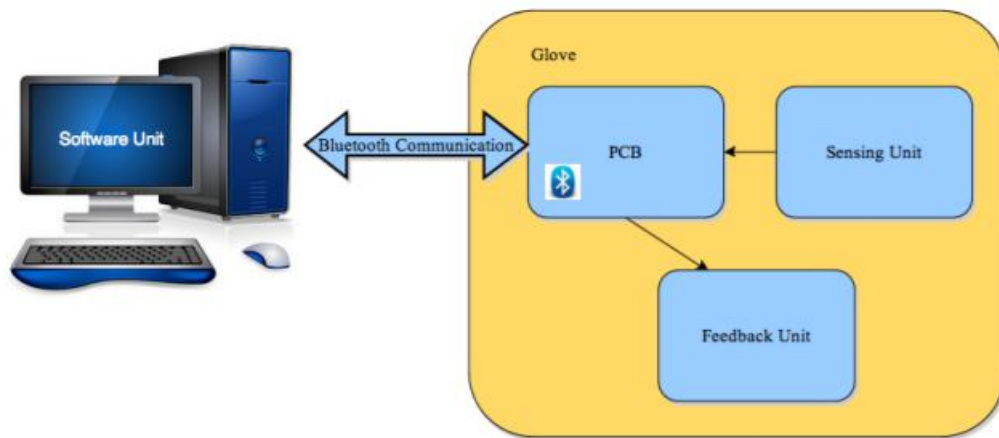 Glove
Software Unit
Bluetooth Communication
PCB
Sensing Unit
Feedback Unit